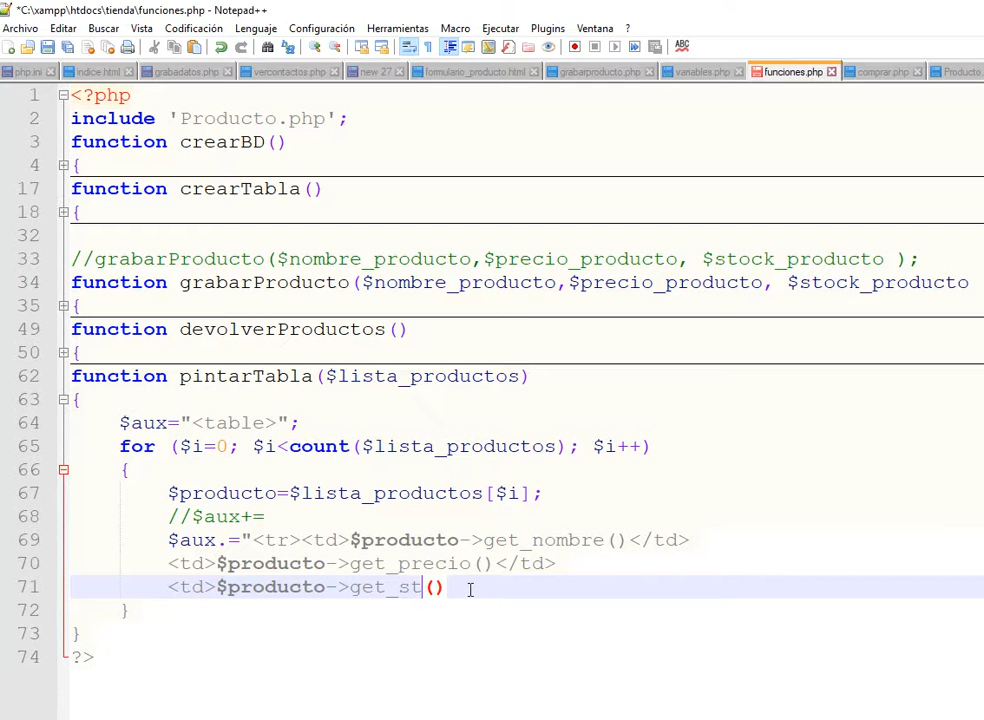 *C:\xampp\htdocs\tienda\funciones.php - Notepad++
Archivo Editar Buscar Vista Codificación Lenguaje Configuración Herramientas Macro Ejecutar Plugins Ventana ?
php.ini indice.html grabadatos.php vercontactos.php new 27 formulario_producto.html grabarproducto.php variables.php funciones.php comprar.php Producto.
1 <?php
2 include 'Producto.php';
3 function crearBD()
4 {
17 function crearTabla()
18 {
32
33 //grabarProducto($nombre_producto,$precio_producto, $stock_producto );
34 function grabarProducto($nombre_producto,$precio_producto, $stock_producto
35 {
49 function devolverProductos()
50 {
62 function pintarTabla($lista_productos)
63 {
64 $aux="<table>";
65 for ($i=0; $i<count($lista_productos); $i++)
66 {
67 $producto=$lista_productos[$i];
68 //$aux+=
69 $aux.="<tr><td>$producto->get_nombre()</td>
70 <td>$producto->get_precio()</td>
71 <td>$producto->get_st()
72 }
73 }
74 ?>